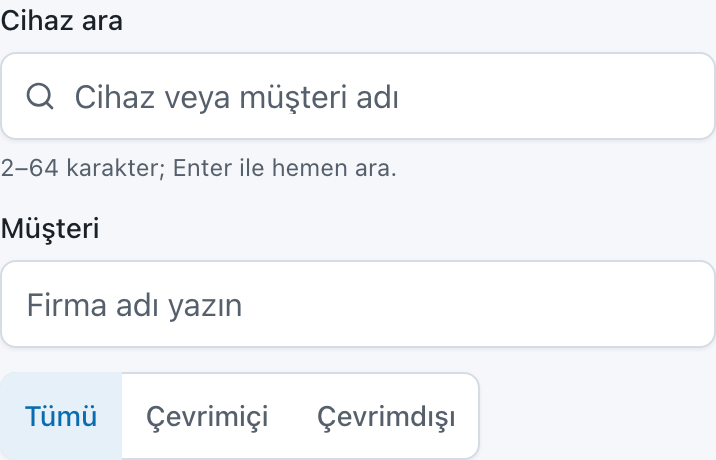 Cihaz ara
Cihaz veya müşteri adı
2–64 karakter; Enter ile hemen ara.
Müşteri
Firma adı yazın
Tümü Çevrimiçi Çevrimdışı